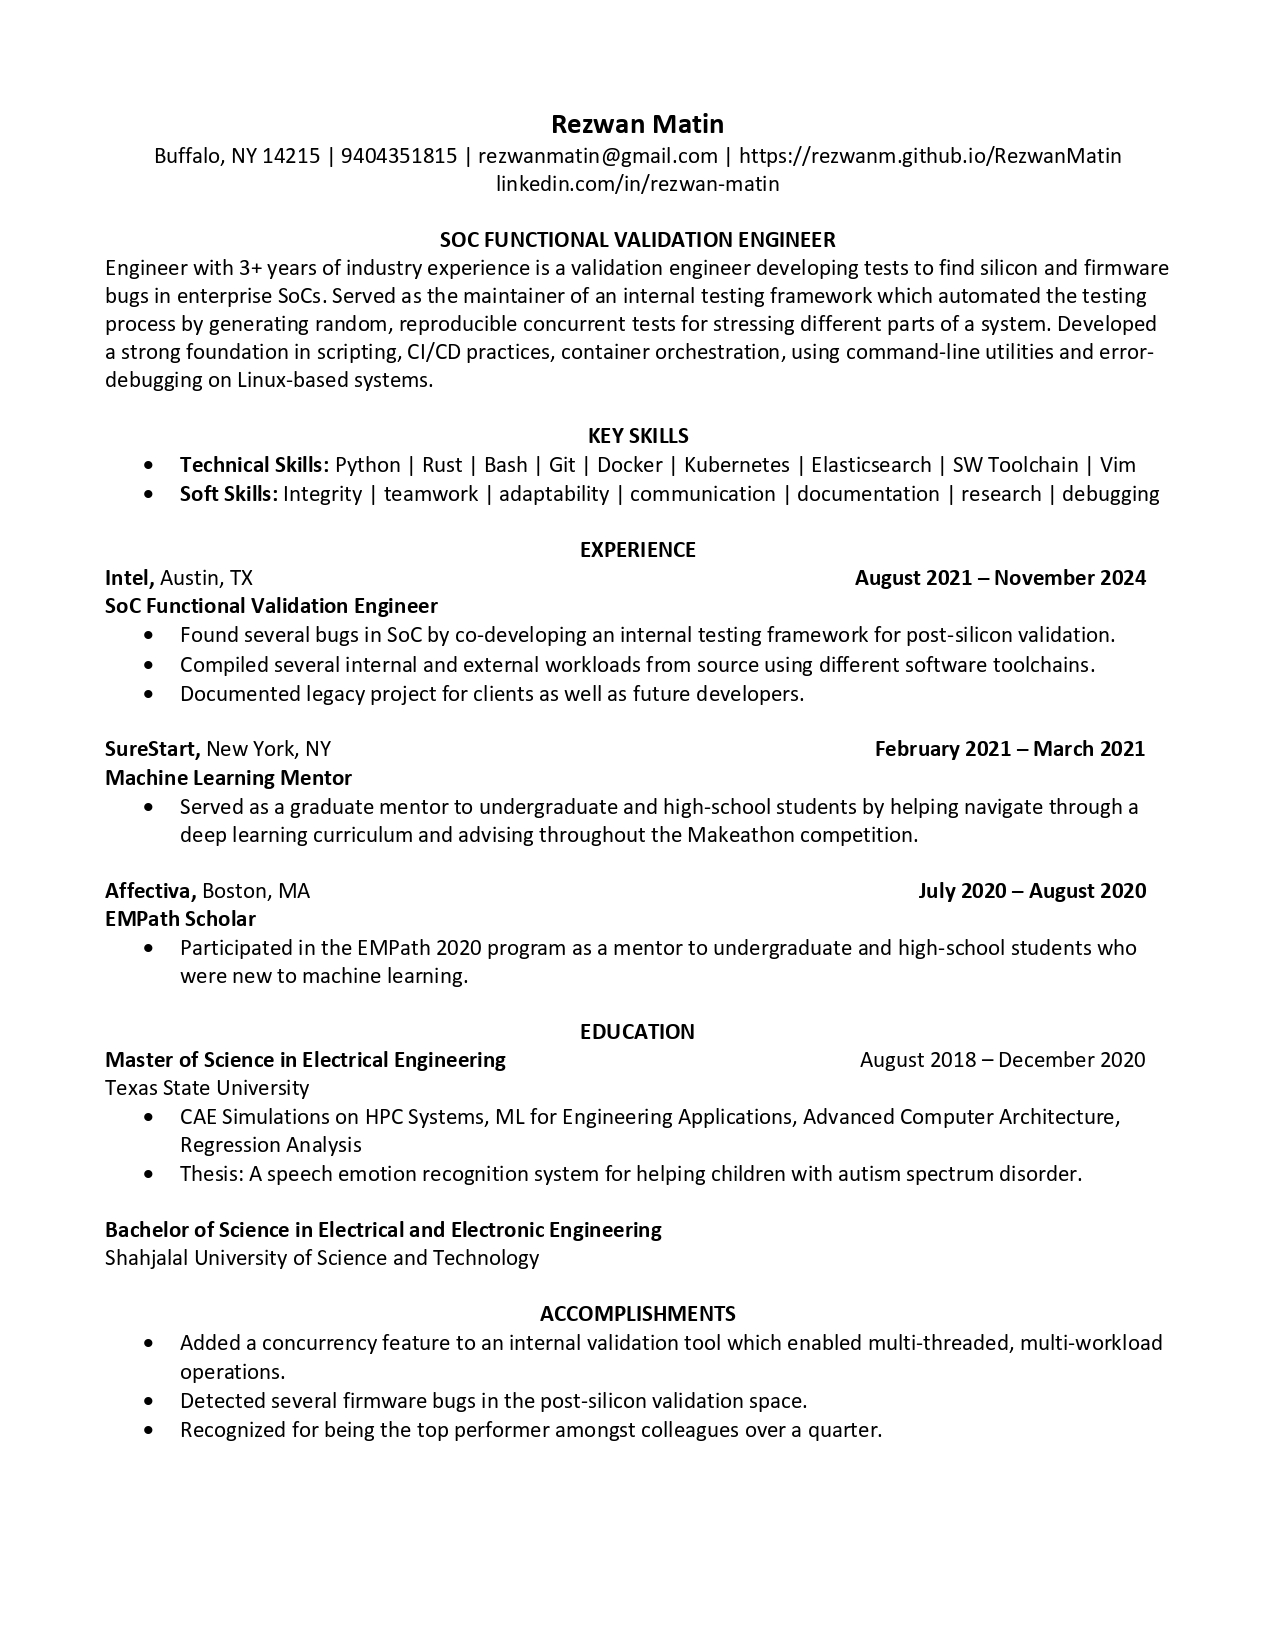 Rezwan Matin
Buffalo, NY 14215 | 9404351815 | rezwanmatin@gmail.com | https://rezwanm.github.io/RezwanMatin
linkedin.com/in/rezwan-matin
SOC FUNCTIONAL VALIDATION ENGINEER
Engineer with 3+ years of industry experience is a validation engineer developing tests to find silicon and firmware
bugs in enterprise SoCs. Served as the maintainer of an internal testing framework which automated the testing
process by generating random, reproducible concurrent tests for stressing different parts of a system. Developed
a strong foundation in scripting, CI/CD practices, container orchestration, using command-line utilities and error-
debugging on Linux-based systems.
KEY SKILLS
• Technical Skills: Python | Rust | Bash | Git | Docker | Kubernetes | Elasticsearch | SW Toolchain | Vim
• Soft Skills: Integrity | teamwork | adaptability | communication | documentation | research | debugging
EXPERIENCE
Intel, Austin, TX August 2021 – November 2024
SoC Functional Validation Engineer
• Found several bugs in SoC by co-developing an internal testing framework for post-silicon validation.
• Compiled several internal and external workloads from source using different software toolchains.
• Documented legacy project for clients as well as future developers.
SureStart, New York, NY February 2021 – March 2021
Machine Learning Mentor
• Served as a graduate mentor to undergraduate and high-school students by helping navigate through a
deep learning curriculum and advising throughout the Makeathon competition.
Affectiva, Boston, MA July 2020 – August 2020
EMPath Scholar
• Participated in the EMPath 2020 program as a mentor to undergraduate and high-school students who
were new to machine learning.
EDUCATION
Master of Science in Electrical Engineering August 2018 – December 2020
Texas State University
• CAE Simulations on HPC Systems, ML for Engineering Applications, Advanced Computer Architecture,
Regression Analysis
• Thesis: A speech emotion recognition system for helping children with autism spectrum disorder.
Bachelor of Science in Electrical and Electronic Engineering
Shahjalal University of Science and Technology
ACCOMPLISHMENTS
• Added a concurrency feature to an internal validation tool which enabled multi-threaded, multi-workload
operations.
• Detected several firmware bugs in the post-silicon validation space.
• Recognized for being the top performer amongst colleagues over a quarter.